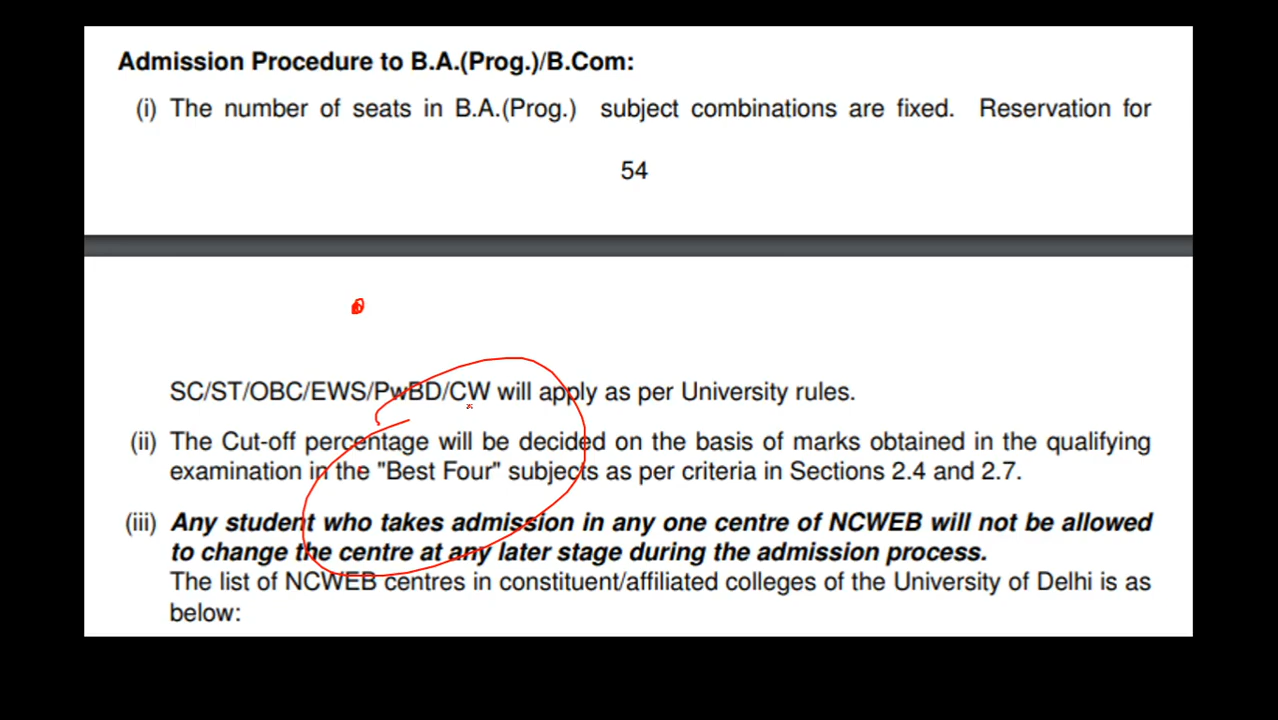 Admission Procedure to B.A.(Prog.)/B.Com:
(i) The number of seats in B.A.(Prog.) subject combinations are fixed. Reservation for
54
SC/ST/OBC/EWS/PwBD/CW will apply as per University rules.
(ii) The Cut-off percentage will be decided on the basis of marks obtained in the qualifying
examination in the "Best Four" subjects as per criteria in Sections 2.4 and 2.7.
(iii) Any student who takes admission in any one centre of NCWEB will not be allowed
to change the centre at any later stage during the admission process.
The list of NCWEB centres in constituent/affiliated colleges of the University of Delhi is as
below: